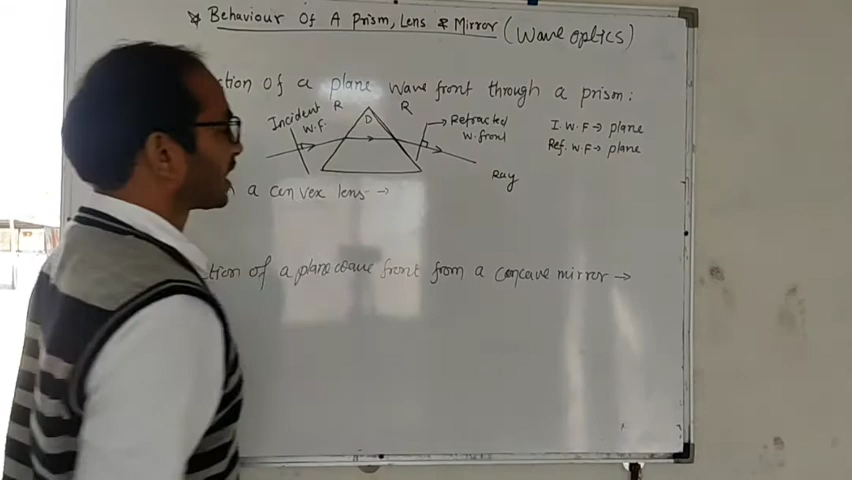 Behaviour Of A Prism, Lens & Mirror (Wave optics)
ction Of a plane wave front through a prism:
R R
Incident
W.F.
D
Refracted
W.front
I.W.F → plane
Ref. W.F → plane
Ray
a convex lens →
tion of a plane wave front from a concave mirror →